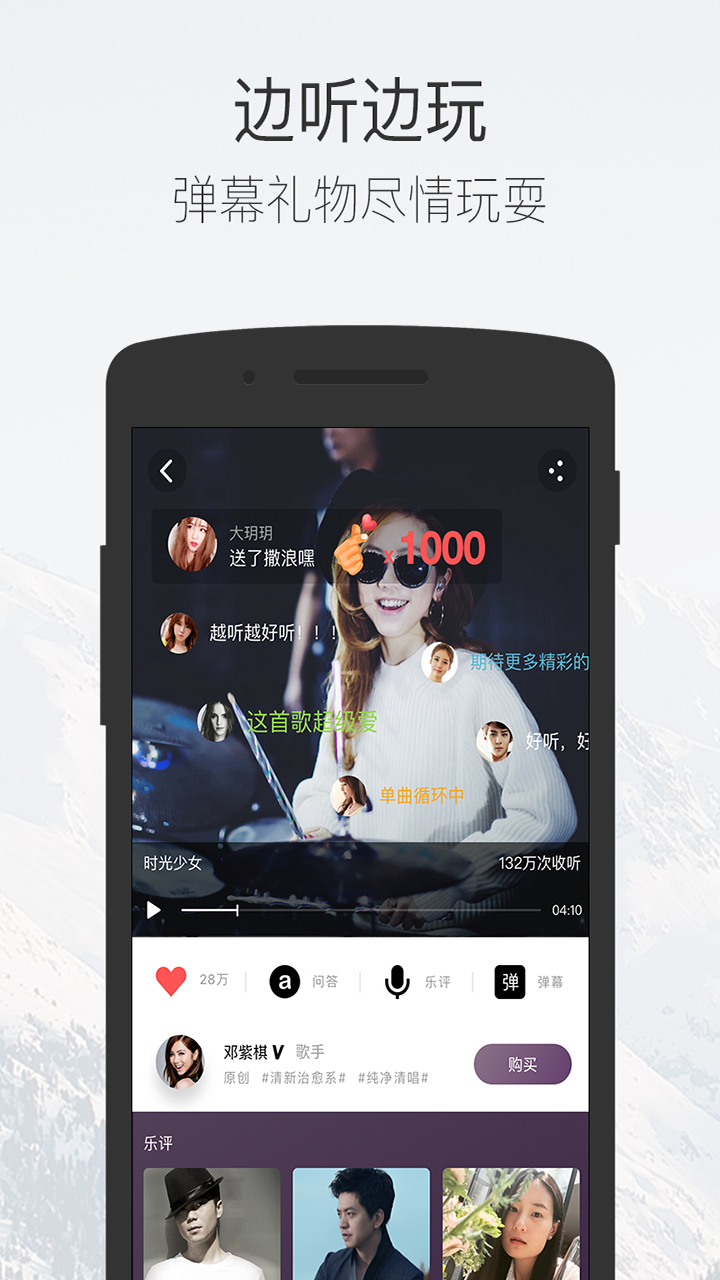 边听边玩
弹幕礼物尽情玩耍
大玥玥
送了撒浪嘿
x1000
越听越好听！！！
期待更多精彩的
这首歌超级爱
好听，好
单曲循环中
时光少女
132万次收听
04:10
28万
a 问答
乐评
弹 弹幕
邓紫棋 V 歌手
原创 #清新治愈系# #纯净清唱#
购买
乐评